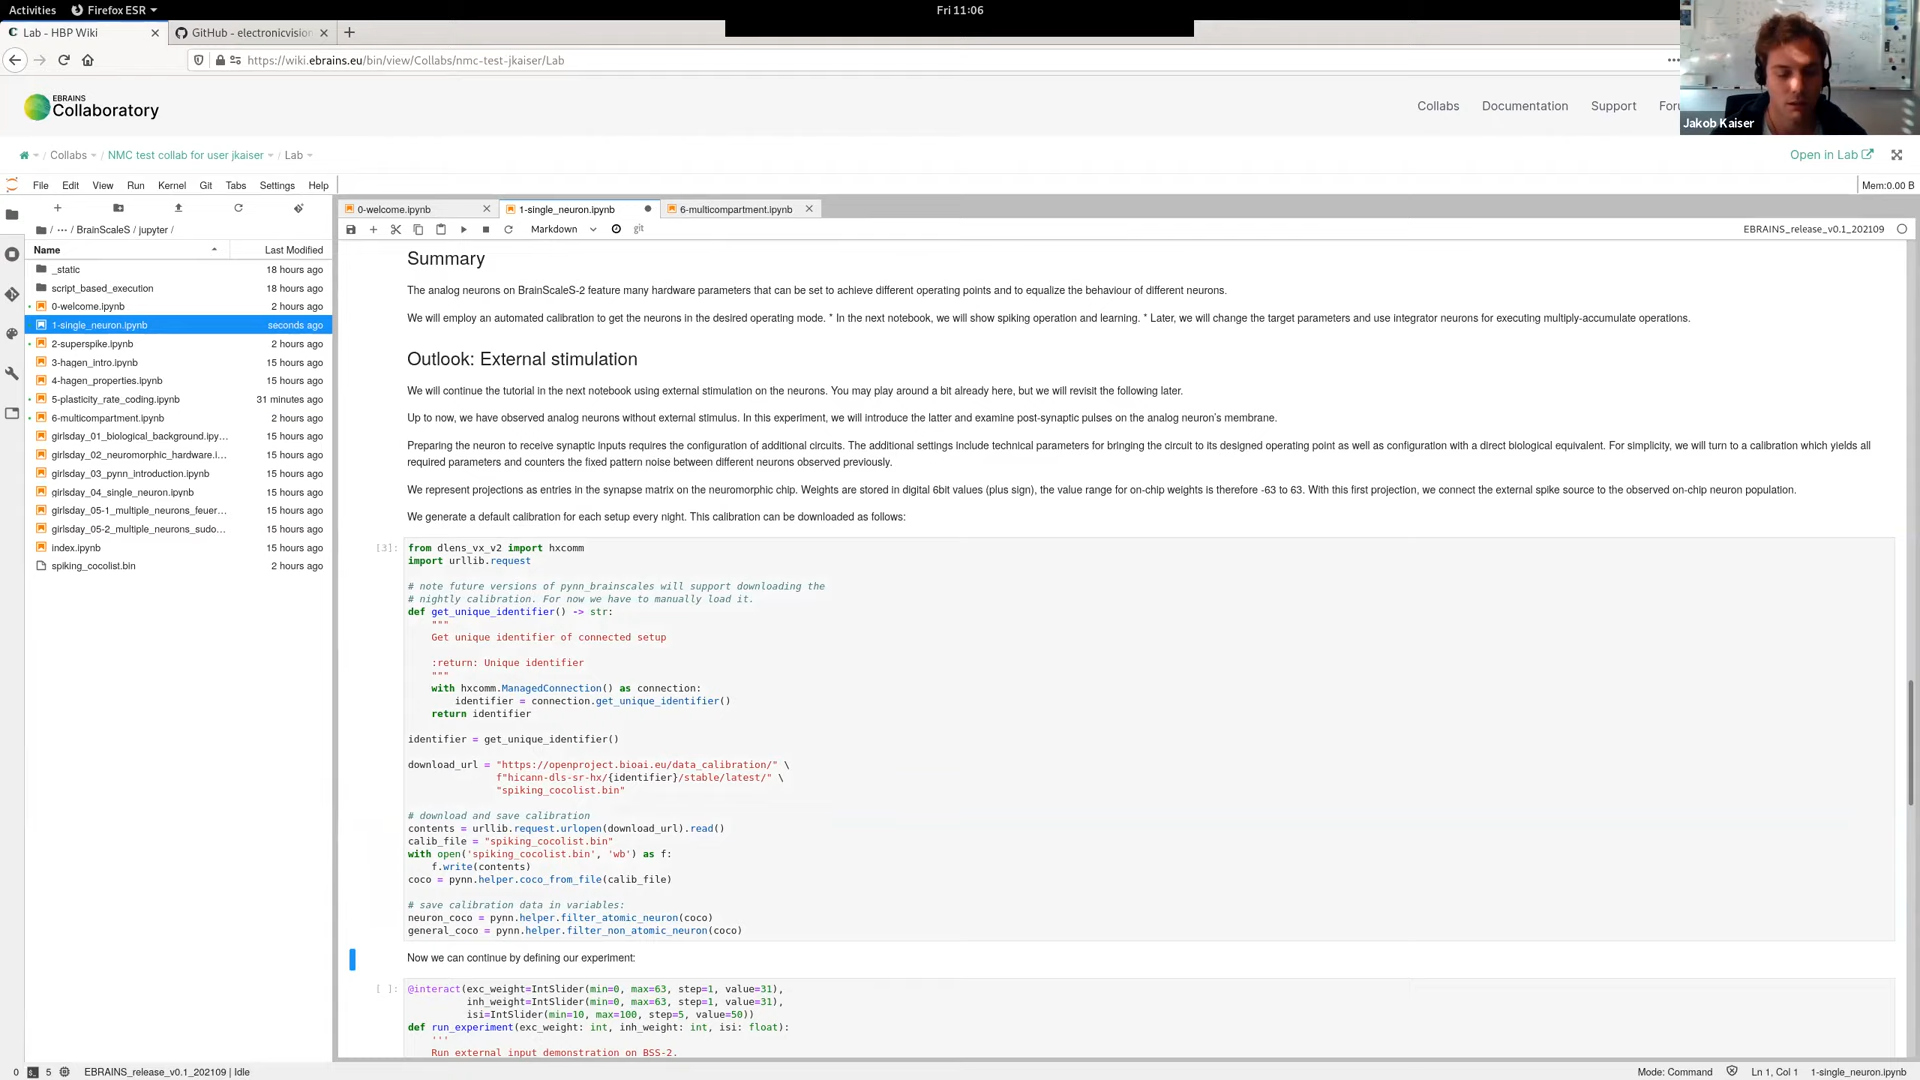 Activities Firefox ESR Fri 11:06
Lab - HBP Wiki GitHub - electronicvision
https://wiki.ebrains.eu/bin/view/Collabs/nmc-test-jkaiser/Lab
EBRAINS
Collaboratory
Collabs Documentation Support
Jakob Kaiser
Collabs NMC test collab for user jkaiser Lab
Open in Lab
File Edit View Run Kernel Git Tabs Settings Help
Mem:0.00 B
0-welcome.ipynb 1-single_neuron.ipynb 6-multicompartment.ipynb
/ ··· / BrainScaleS / jupyter /
Markdown git
EBRAINS_release_v0.1_202109
Name Last Modified
_static 18 hours ago
script_based_execution 18 hours ago
0-welcome.ipynb 2 hours ago
1-single_neuron.ipynb seconds ago
2-superspike.ipynb 2 hours ago
3-hagen_intro.ipynb 15 hours ago
4-hagen_properties.ipynb 15 hours ago
5-plasticity_rate_coding.ipynb 31 minutes ago
6-multicompartment.ipynb 2 hours ago
girlsday_01_biological_background.ipy... 15 hours ago
girlsday_02_neuromorphic_hardware.i... 15 hours ago
girlsday_03_pynn_introduction.ipynb 15 hours ago
girlsday_04_single_neuron.ipynb 15 hours ago
girlsday_05-1_multiple_neurons_feuer... 15 hours ago
girlsday_05-2_multiple_neurons_sudo... 15 hours ago
index.ipynb 15 hours ago
spiking_cocolist.bin 2 hours ago
Summary
The analog neurons on BrainScaleS-2 feature many hardware parameters that can be set to achieve different operating points and to equalize the behaviour of different neurons.
We will employ an automated calibration to get the neurons in the desired operating mode. * In the next notebook, we will show spiking operation and learning. * Later, we will change the target parameters and use integrator neurons for executing multiply-accumulate operations.
Outlook: External stimulation
We will continue the tutorial in the next notebook using external stimulation on the neurons. You may play around a bit already here, but we will revisit the following later.
Up to now, we have observed analog neurons without external stimulus. In this experiment, we will introduce the latter and examine post-synaptic pulses on the analog neuron's membrane.
Preparing the neuron to receive synaptic inputs requires the configuration of additional circuits. The additional settings include technical parameters for bringing the circuit to its designed operating point as well as configuration with a direct biological equivalent. For simplicity, we will turn to a calibration which yields all
required parameters and counters the fixed pattern noise between different neurons observed previously.
We represent projections as entries in the synapse matrix on the neuromorphic chip. Weights are stored in digital 6bit values (plus sign), the value range for on-chip weights is therefore -63 to 63. With this first projection, we connect the external spike source to the observed on-chip neuron population.
We generate a default calibration for each setup every night. This calibration can be downloaded as follows:
[3]: from dlens_vx_v2 import hxcomm
import urllib.request
# note future versions of pynn_brainscales will support downloading the
# nightly calibration. For now we have to manually load it.
def get_unique_identifier() -> str:
"""
Get unique identifier of connected setup
:return: Unique identifier
"""
with hxcomm.ManagedConnection() as connection:
identifier = connection.get_unique_identifier()
return identifier
identifier = get_unique_identifier()
download_url = "https://openproject.bioai.eu/data_calibration/" \
f"hicann-dls-sr-hx/{identifier}/stable/latest/" \
"spiking_cocolist.bin"
# download and save calibration
contents = urllib.request.urlopen(download_url).read()
calib_file = "spiking_cocolist.bin"
with open('spiking_cocolist.bin', 'wb') as f:
f.write(contents)
coco = pynn.helper.coco_from_file(calib_file)
# save calibration data in variables:
neuron_coco = pynn.helper.filter_atomic_neuron(coco)
general_coco = pynn.helper.filter_non_atomic_neuron(coco)
Now we can continue by defining our experiment:
[ ]: @interact(exc_weight=IntSlider(min=0, max=63, step=1, value=31),
inh_weight=IntSlider(min=0, max=63, step=1, value=31),
isi=IntSlider(min=10, max=100, step=5, value=50))
def run_experiment(exc_weight: int, inh_weight: int, isi: float):
'''
Run external input demonstration on BSS-2.
0 5 EBRAINS_release_v0.1_202109 | Idle
Mode: Command Ln 1, Col 1 1-single_neuron.ipynb